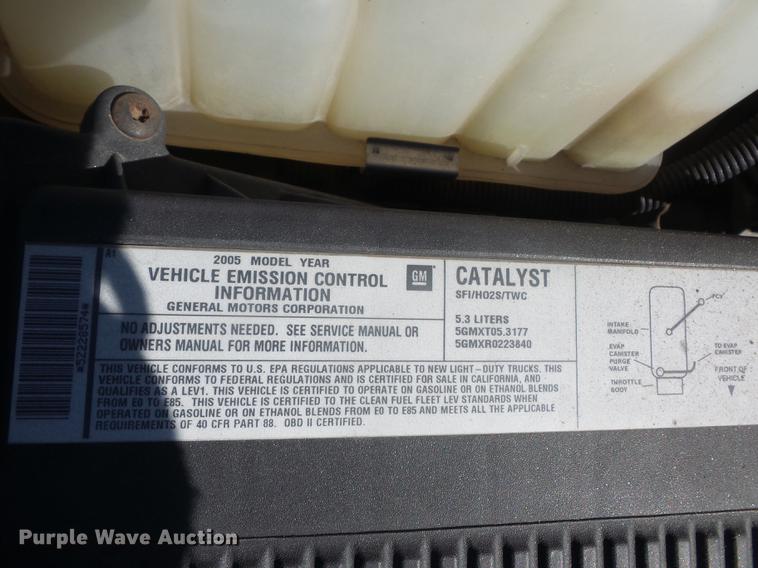 A1
*52228574*
2005 MODEL YEAR
VEHICLE EMISSION CONTROL
INFORMATION
GENERAL MOTORS CORPORATION
GM
NO ADJUSTMENTS NEEDED. SEE SERVICE MANUAL OR
OWNERS MANUAL FOR MORE INFORMATION.
CATALYST
SFI/HO2S/TWC
5.3 LITERS
5GMXT05.3177
5GMXR0223840
THIS VEHICLE CONFORMS TO U.S. EPA REGULATIONS APPLICABLE TO NEW LIGHT-DUTY TRUCKS. THIS
VEHICLE CONFORMS TO FEDERAL REGULATIONS AND IS CERTIFIED FOR SALE IN CALIFORNIA, AND
QUALIFIES AS A LEV1. THIS VEHICLE IS CERTIFIED TO OPERATE ON GASOLINE OR ON ETHANOL BLENDS
FROM E0 TO E85. THIS VEHICLE IS CERTIFIED TO THE CLEAN FUEL FLEET LEV STANDARDS WHEN
OPERATED ON GASOLINE OR ON ETHANOL BLENDS FROM E0 TO E85 AND MEETS ALL THE APPLICABLE
REQUIREMENTS OF 40 CFR PART 88. OBD II CERTIFIED.
PCV
INTAKE
MANIFOLD
EVAP
CANISTER
PURGE
VALVE
THROTTLE
BODY
TO EVAP
CANISTER
FRONT OF
VEHICLE
Purple Wave Auction